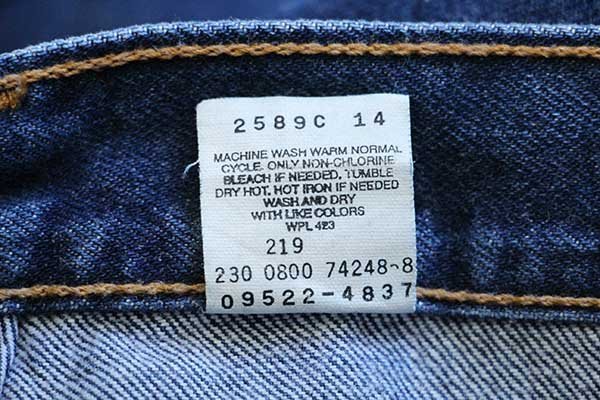 2589C 14
MACHINE WASH WARM NORMAL
CYCLE. ONLY NON-CHLORINE
BLEACH IF NEEDED. TUMBLE
DRY HOT. HOT IRON IF NEEDED
WASH AND DRY
WITH LIKE COLORS
WPL 423
219
230 0800 74248-8
09522-4837